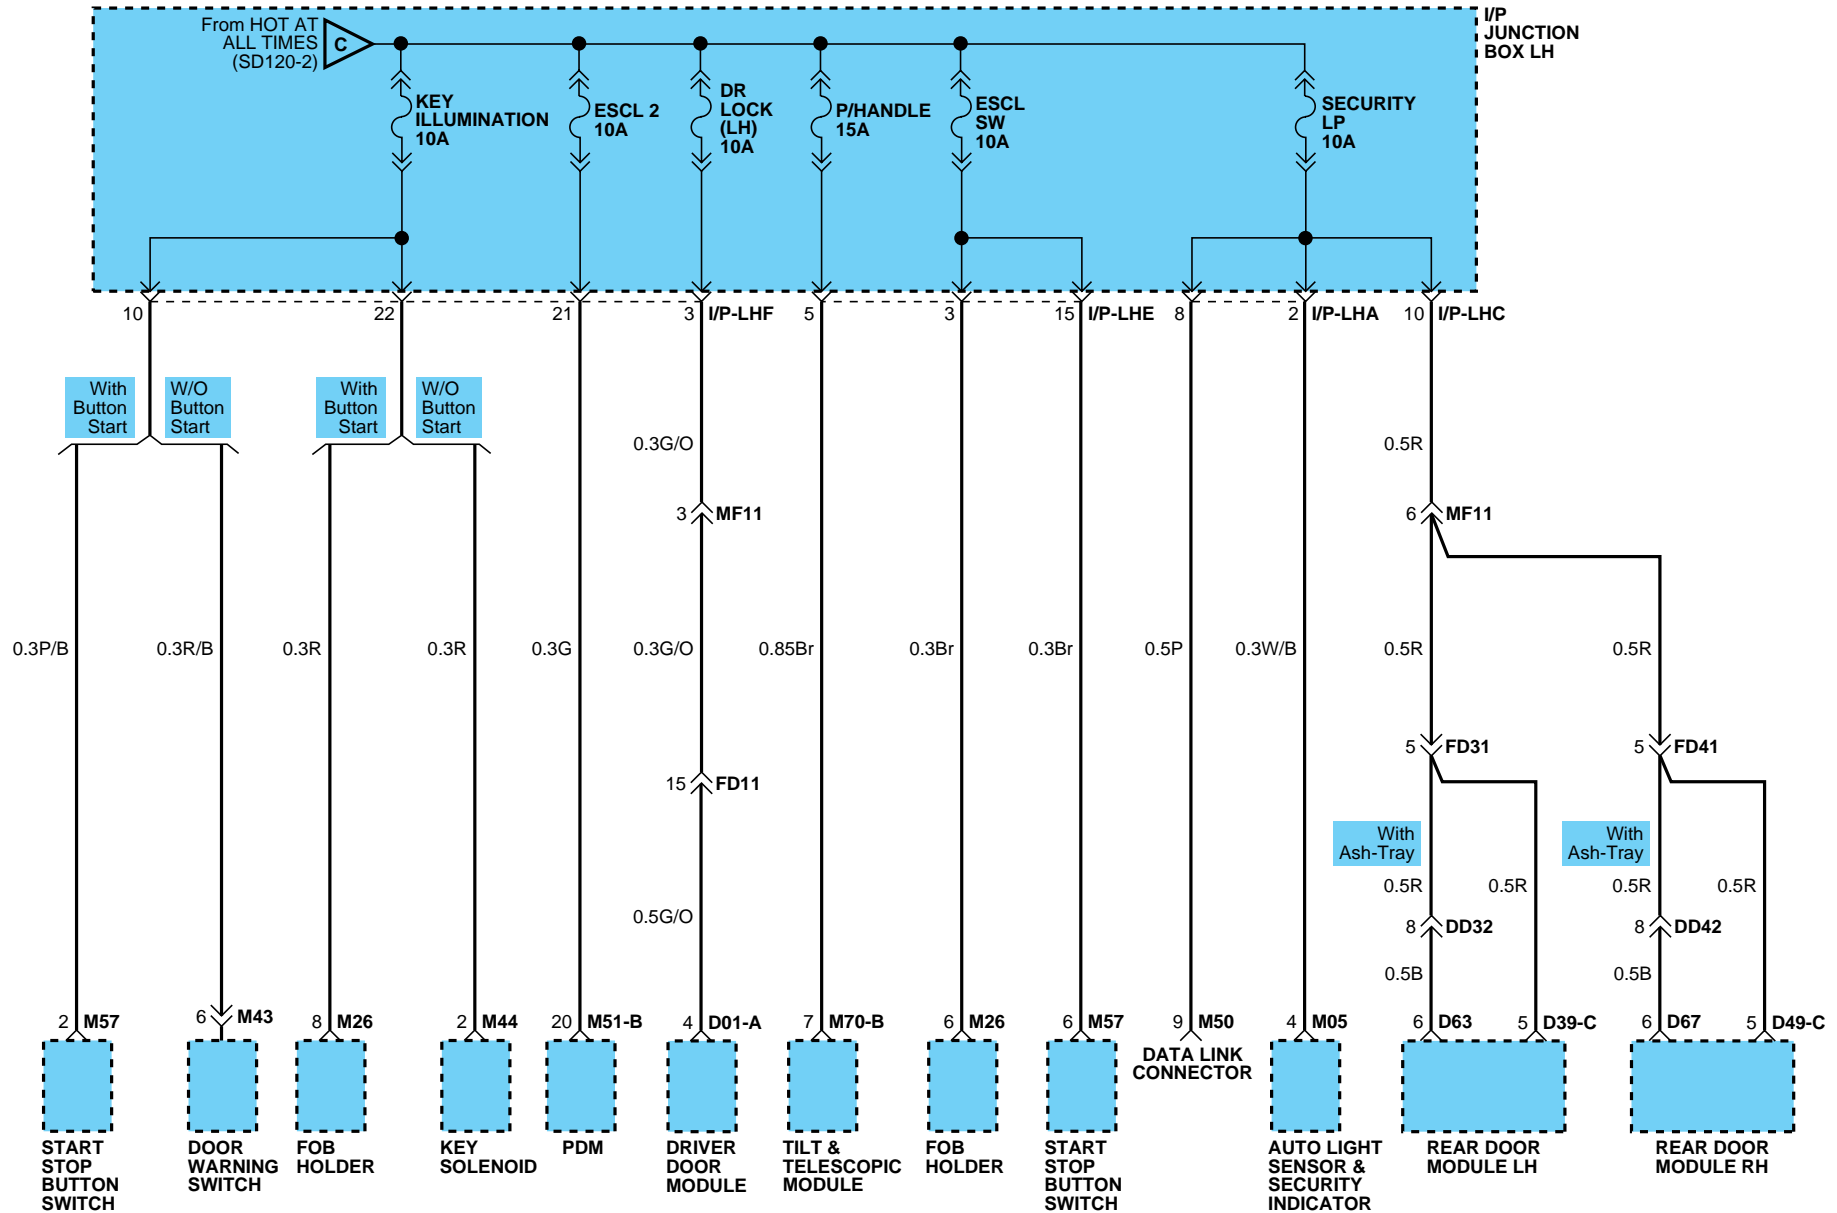 From HOT AT
ALL TIMES
(SD120-2)
C
I/P
JUNCTION
BOX LH
KEY
ILLUMINATION
10A
ESCL 2
10A
DR
LOCK
(LH)
10A
P/HANDLE
15A
ESCL
SW
10A
SECURITY
LP
10A
10
22
21
3 I/P-LHF
5
3
15 I/P-LHE
8
2 I/P-LHA
10 I/P-LHC
With
Button
Start
W/O
Button
Start
With
Button
Start
W/O
Button
Start
0.3G/O
0.5R
3 MF11
6 MF11
0.3P/B
0.3R/B
0.3R
0.3R
0.3G
0.3G/O
0.85Br
0.3Br
0.3Br
0.5P
0.3W/B
0.5R
0.5R
5 FD31
5 FD41
15 FD11
With
Ash-Tray
With
Ash-Tray
0.5R
0.5R
0.5R
0.5R
0.5G/O
8 DD32
8 DD42
0.5B
0.5B
2 M57
6 M43
8 M26
2 M44
20 M51-B
4 D01-A
7 M70-B
6 M26
6 M57
9 M50
4 M05
6 D63
5 D39-C
6 D67
5 D49-C
START
STOP
BUTTON
SWITCH
DOOR
WARNING
SWITCH
FOB
HOLDER
KEY
SOLENOID
PDM
DRIVER
DOOR
MODULE
TILT &
TELESCOPIC
MODULE
FOB
HOLDER
START
STOP
BUTTON
SWITCH
DATA LINK
CONNECTOR
AUTO LIGHT
SENSOR &
SECURITY
INDICATOR
REAR DOOR
MODULE LH
REAR DOOR
MODULE RH